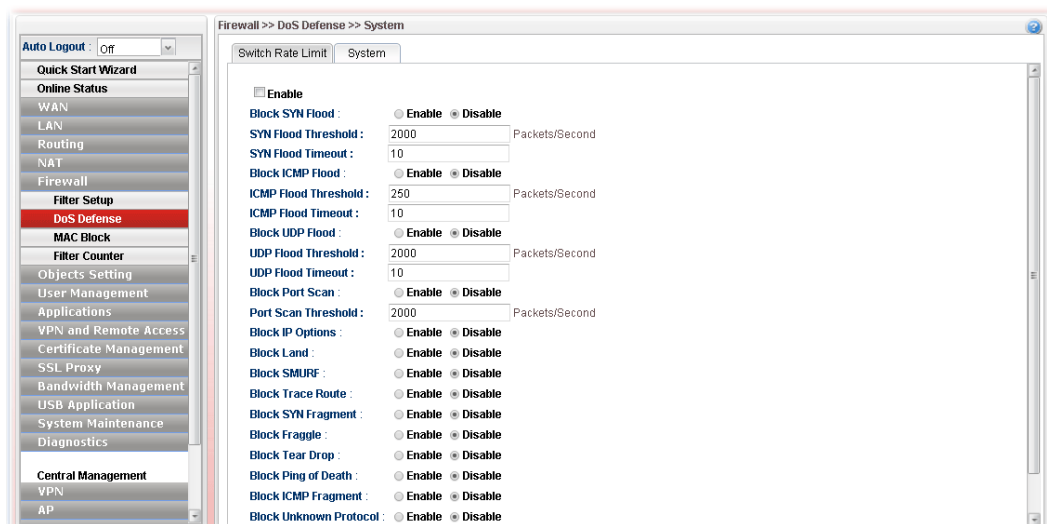 Firewall >> DoS Defense >> System
Auto Logout : Off
Quick Start Wizard
Online Status
WAN
LAN
Routing
NAT
Firewall
Filter Setup
DoS Defense
MAC Block
Filter Counter
Objects Setting
User Management
Applications
VPN and Remote Access
Certificate Management
SSL Proxy
Bandwidth Management
USB Application
System Maintenance
Diagnostics
Central Management
VPN
AP
Switch Rate Limit System
Enable
Block SYN Flood : Enable Disable
SYN Flood Threshold : 2000 Packets/Second
SYN Flood Timeout : 10
Block ICMP Flood : Enable Disable
ICMP Flood Threshold : 250 Packets/Second
ICMP Flood Timeout : 10
Block UDP Flood : Enable Disable
UDP Flood Threshold : 2000 Packets/Second
UDP Flood Timeout : 10
Block Port Scan : Enable Disable
Port Scan Threshold : 2000 Packets/Second
Block IP Options : Enable Disable
Block Land : Enable Disable
Block SMURF : Enable Disable
Block Trace Route : Enable Disable
Block SYN Fragment : Enable Disable
Block Fraggle : Enable Disable
Block Tear Drop : Enable Disable
Block Ping of Death : Enable Disable
Block ICMP Fragment : Enable Disable
Block Unknown Protocol : Enable Disable